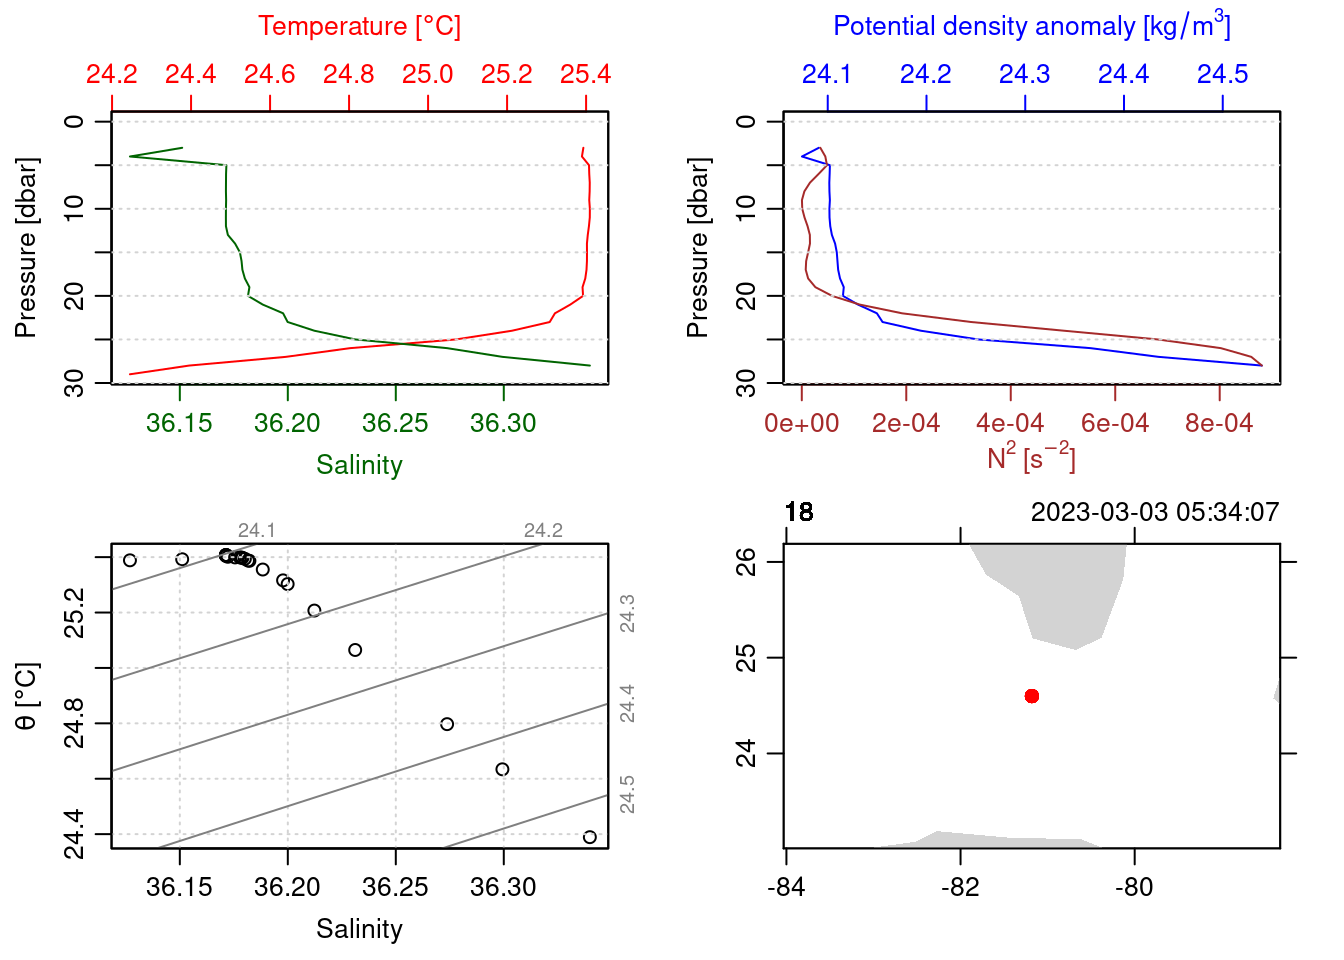 Temperature [°C]
24.2 24.4 24.6 24.8 25.0 25.2 25.4
Pressure [dbar]
0
10
20
30
36.15 36.20 36.25 36.30
Salinity
Potential density anomaly [kg/m³]
24.1 24.2 24.3 24.4 24.5
Pressure [dbar]
0
10
20
30
0e+00 2e-04 4e-04 6e-04 8e-04
N² [s⁻²]
24.1 24.2
24.3
24.4
24.5
θ [°C]
25.2
24.8
24.4
36.15 36.20 36.25 36.30
Salinity
18 2023-03-03 05:34:07
26
25
24
-84 -82 -80